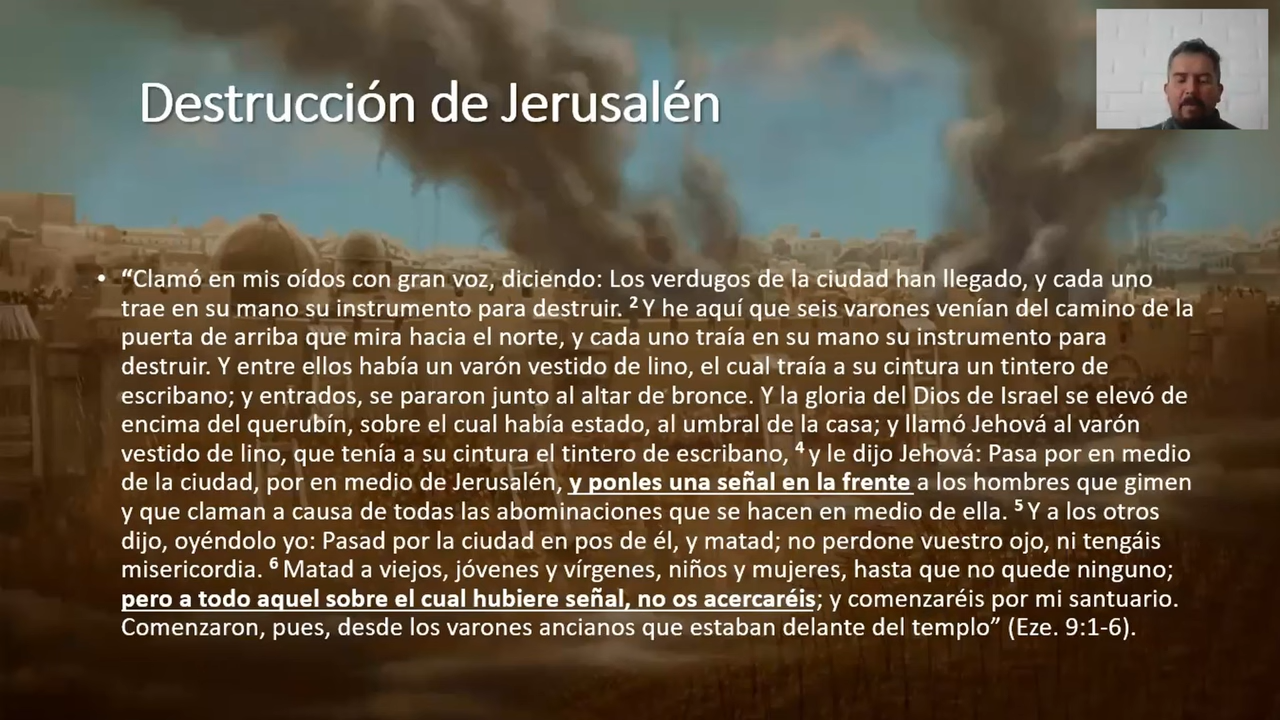 Destrucción de Jerusalén
• “Clamó en mis oídos con gran voz, diciendo: Los verdugos de la ciudad han llegado, y cada uno
trae en su mano su instrumento para destruir. ² Y he aquí que seis varones venían del camino de la
puerta de arriba que mira hacia el norte, y cada uno traía en su mano su instrumento para
destruir. Y entre ellos había un varón vestido de lino, el cual traía a su cintura un tintero de
escribano; y entrados, se pararon junto al altar de bronce. Y la gloria del Dios de Israel se elevó de
encima del querubín, sobre el cual había estado, al umbral de la casa; y llamó Jehová al varón
vestido de lino, que tenía a su cintura el tintero de escribano, ⁴ y le dijo Jehová: Pasa por en medio
de la ciudad, por en medio de Jerusalén, y ponles una señal en la frente a los hombres que gimen
y que claman a causa de todas las abominaciones que se hacen en medio de ella. ⁵ Y a los otros
dijo, oyéndolo yo: Pasad por la ciudad en pos de él, y matad; no perdone vuestro ojo, ni tengáis
misericordia. ⁶ Matad a viejos, jóvenes y vírgenes, niños y mujeres, hasta que no quede ninguno;
pero a todo aquel sobre el cual hubiere señal, no os acercaréis; y comenzaréis por mi santuario.
Comenzaron, pues, desde los varones ancianos que estaban delante del templo” (Eze. 9:1-6).